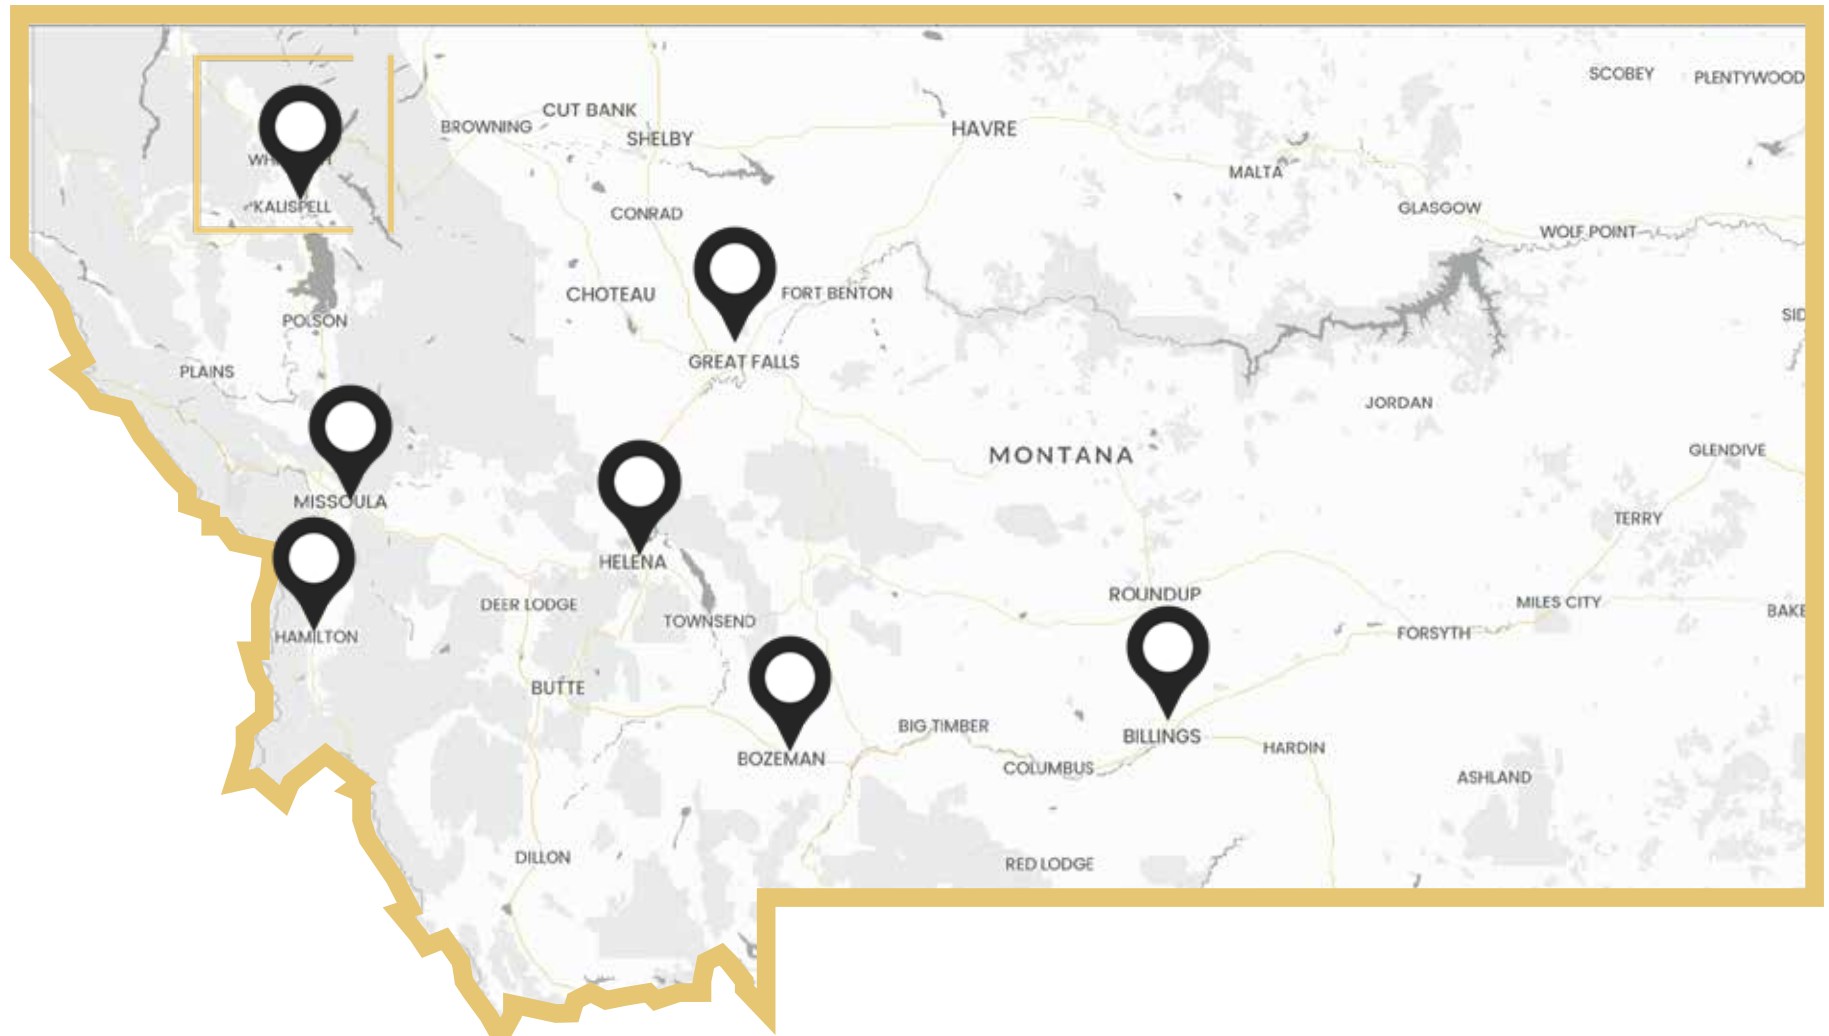 SCOBEY
PLENTYWOOD
CUT BANK
BROWNING
SHELBY
HAVRE
MALTA
KALISPELL
CONRAD
GLASGOW
WOLF POINT
CHOTEAU
FORT BENTON
SID
POLSON
GREAT FALLS
PLAINS
JORDAN
MONTANA
GLENDIVE
MISSOULA
TERRY
HELENA
DEER LODGE
TOWNSEND
ROUNDUP
MILES CITY
BAKE
HAMILTON
FORSYTH
BUTTE
BIG TIMBER
BILLINGS
HARDIN
BOZEMAN
COLUMBUS
ASHLAND
DILLON
RED LODGE